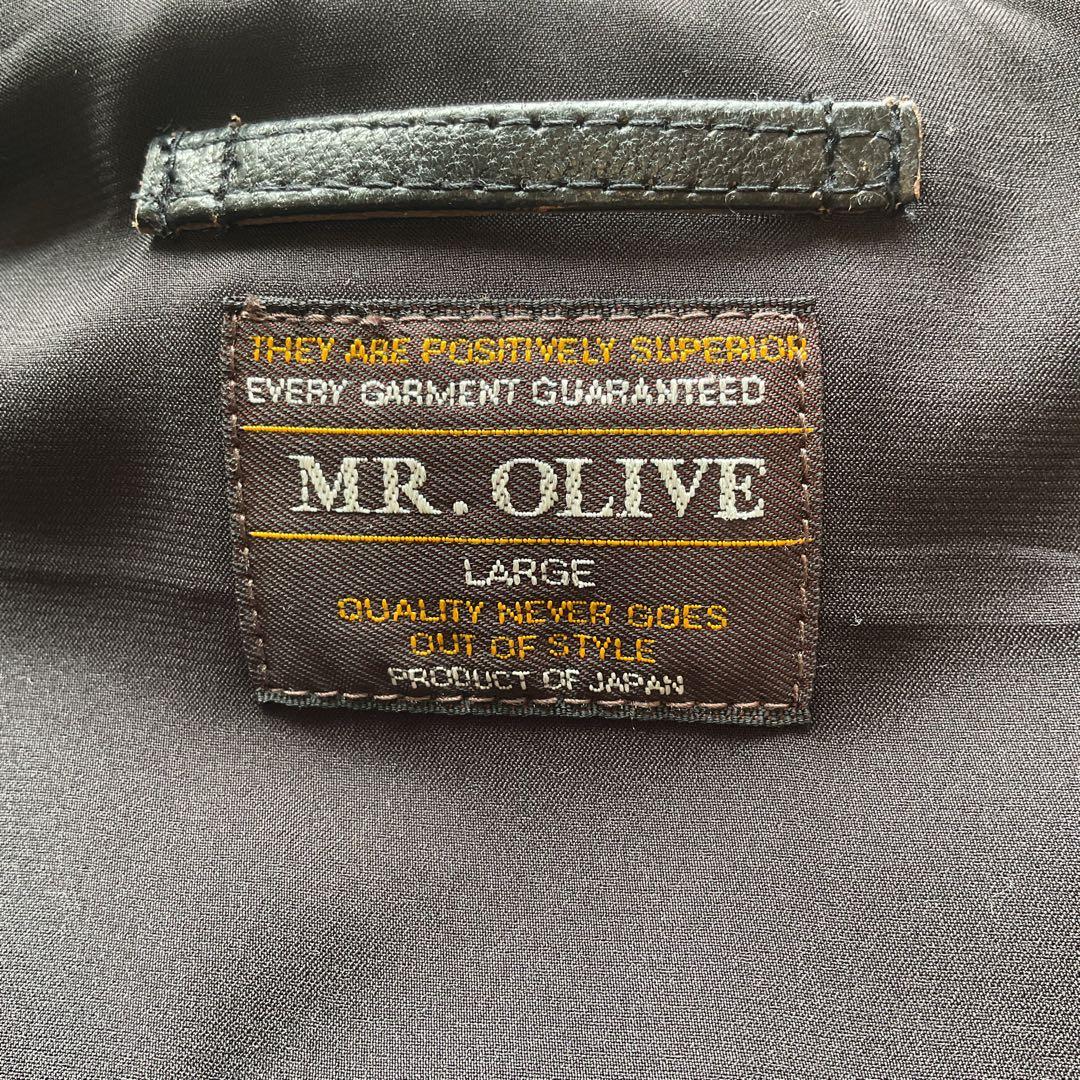 THEY ARE POSITIVELY SUPERIOR
EVERY GARMENT GUARANTEED
MR. OLIVE
LARGE
QUALITY NEVER GOES
OUT OF STYLE
PRODUCT OF JAPAN